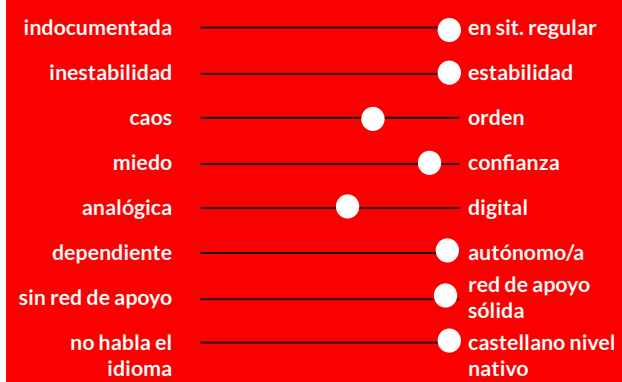 indocumentada en sit. regular
inestabilidad estabilidad
caos orden
miedo confianza
analógica digital
dependiente autónomo/a
sin red de apoyo red de apoyo
sólida
no habla el castellano nivel
idioma nativo